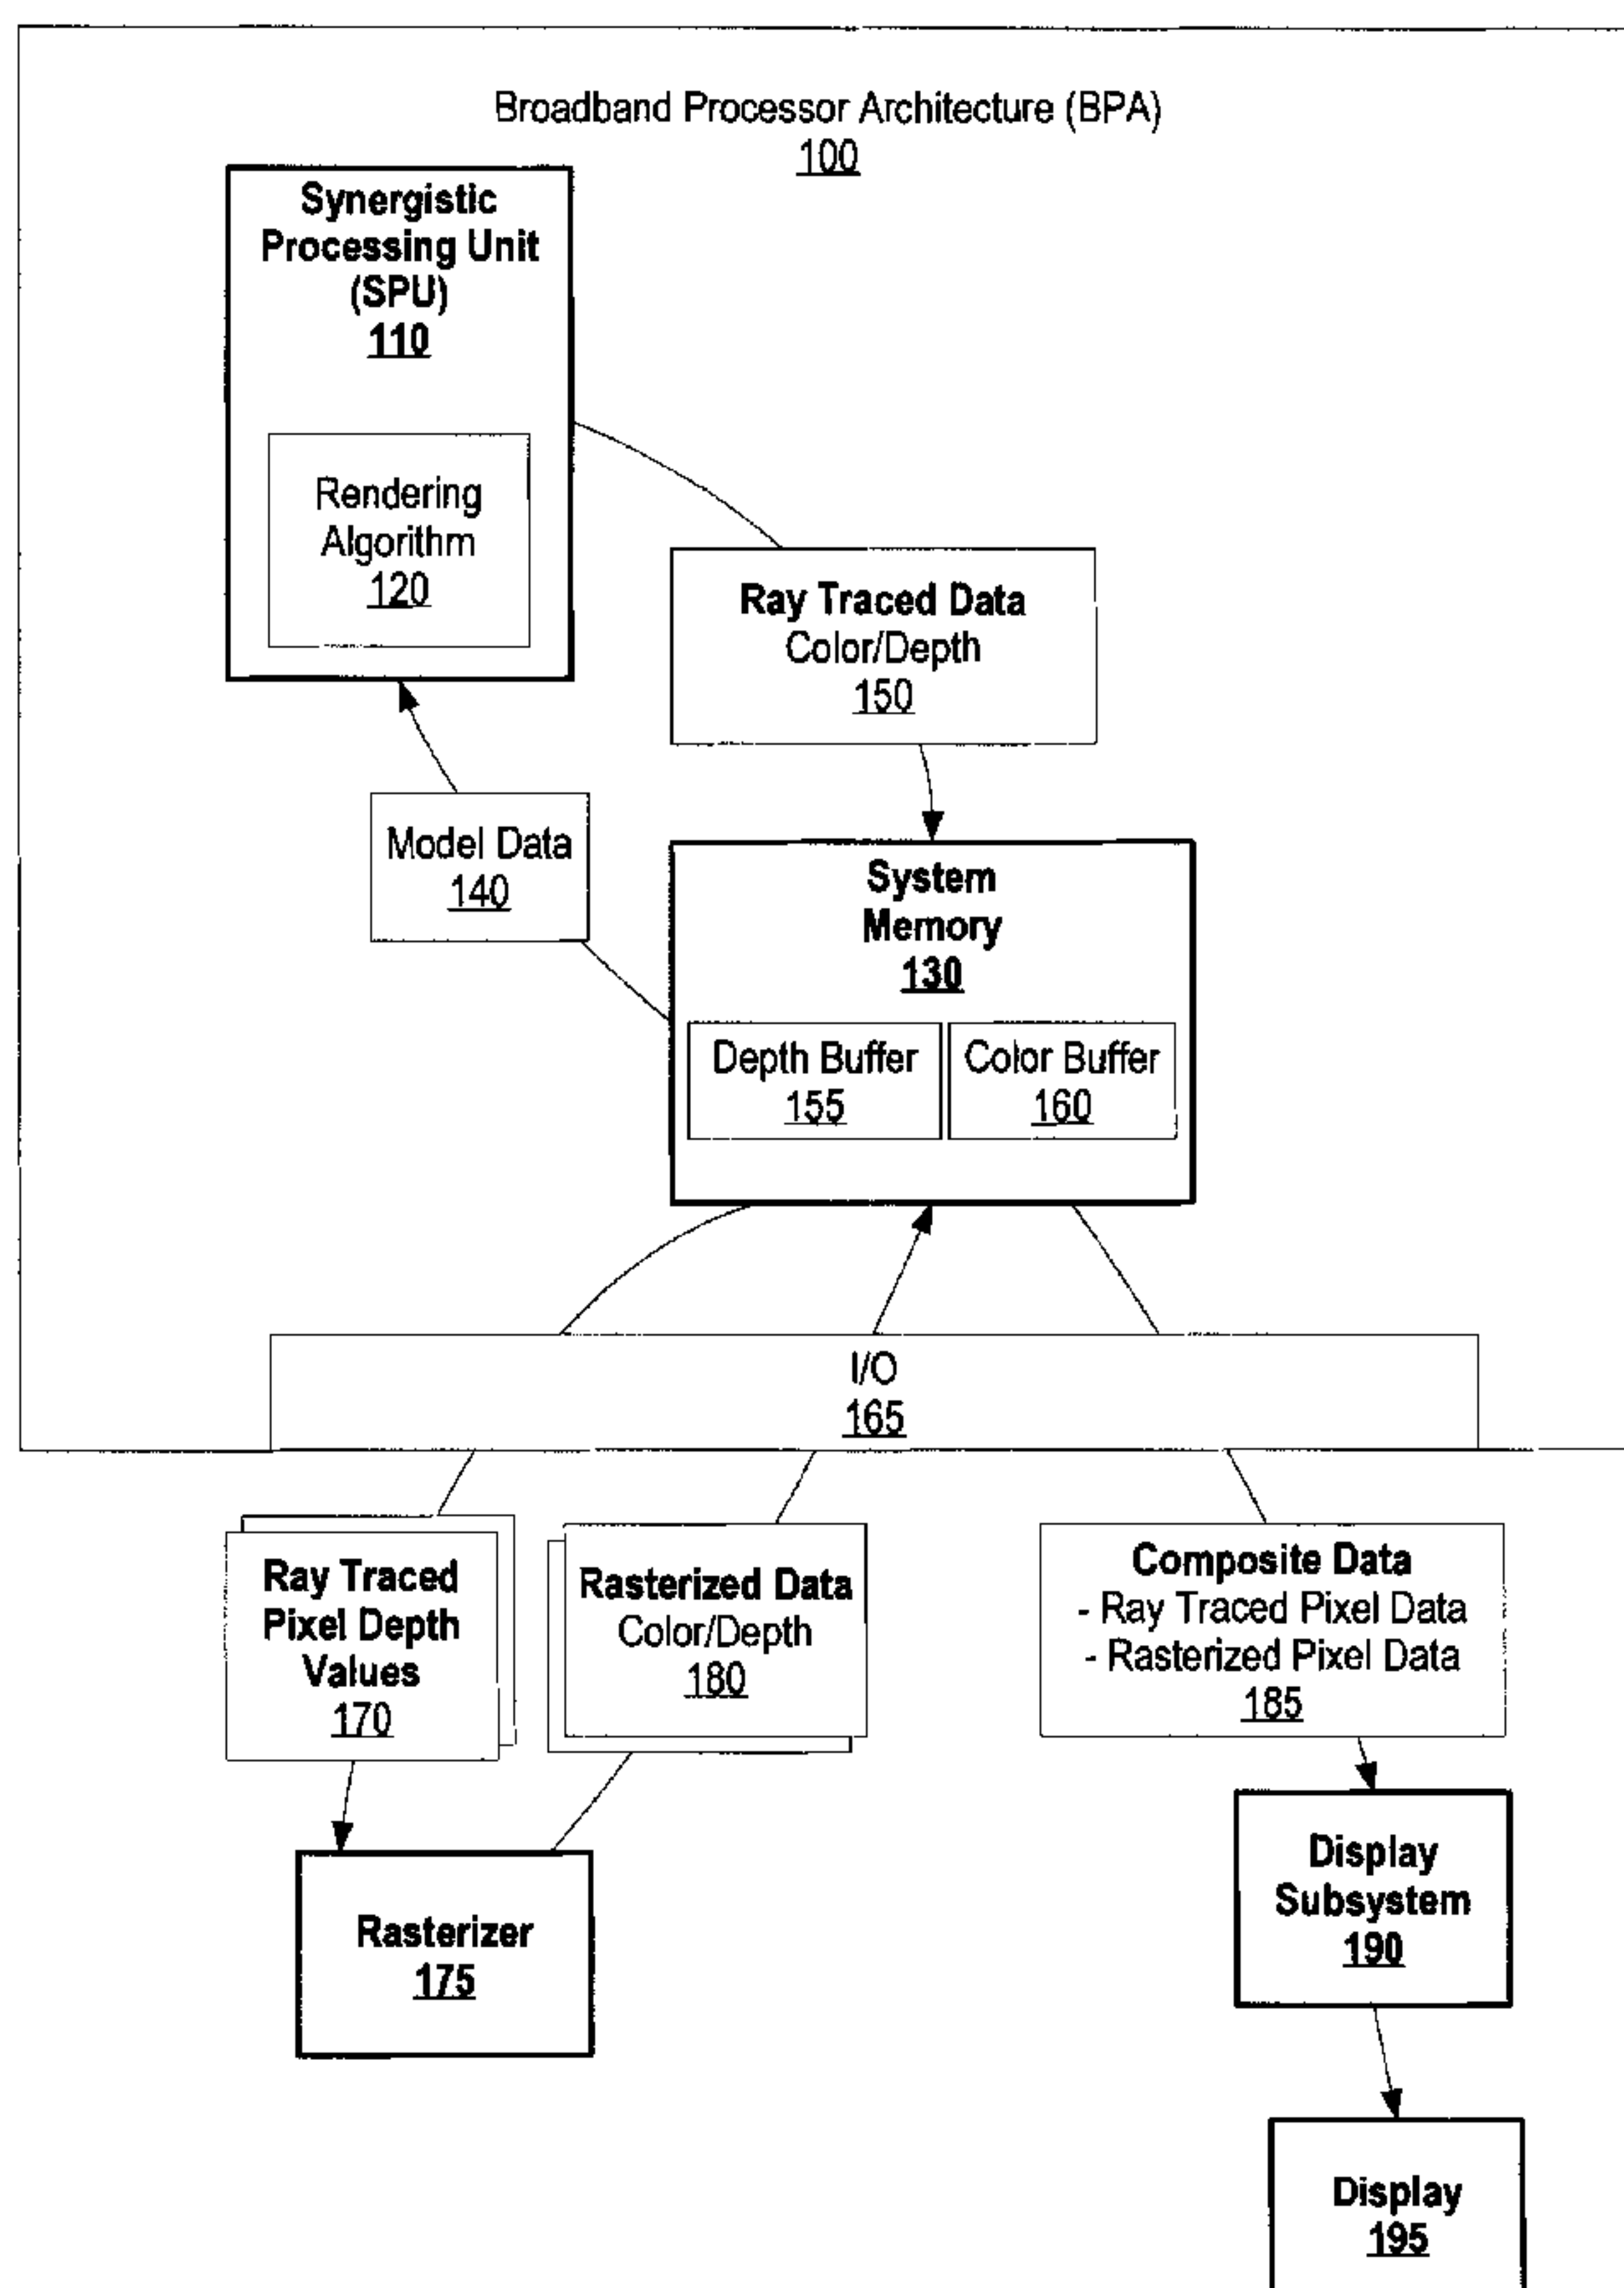 Broadband Processor Architecture (BPA)
100
Synergistic
Processing Unit
(SPU)
110
Rendering
Algorithm
120
Ray Traced Data
Color/Depth
150
Model Data
140
System
Memory
130
Depth Buffer
155
Color Buffer
160
I/O
165
Ray Traced
Pixel Depth
Values
170
Rasterized Data
Color/Depth
180
Composite Data
- Ray Traced Pixel Data
- Rasterized Pixel Data
185
Rasterizer
175
Display
Subsystem
190
Display
195